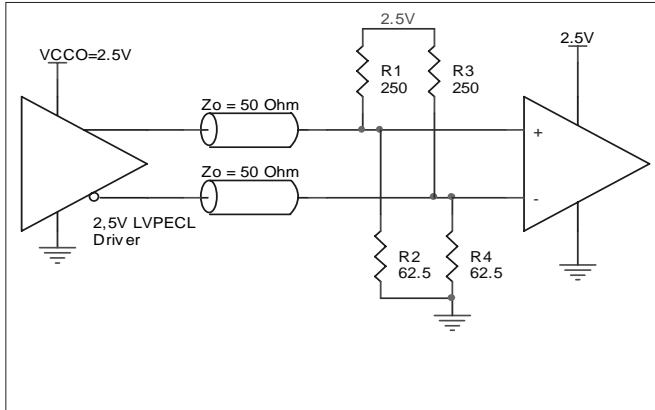 2.5V
VCCO=2.5V
2.5V
R1
250
R3
250
Zo = 50 Ohm
+
Zo = 50 Ohm
-
2,5V LVPECL
Driver
R2
62.5
R4
62.5